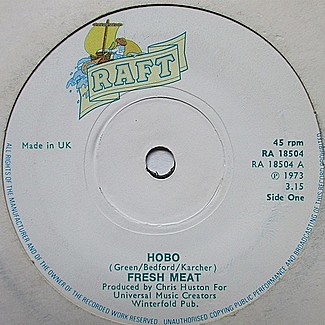 RAFT
Made in UK
45 rpm
RA 18504
RA 18504 A
Ⓟ 1973
3.15
Side One
HOBO
(Green/Bedford/Karcher)
FRESH MEAT
Produced by Chris Huston For
Universal Music Creators
Winterfold Pub.
ALL RIGHTS OF THE MANUFACTURER AND OF THE OWNER OF THE RECORDED WORK RESERVED UNAUTHORISED COPYING PUBLIC PERFORMANCE AND BROADCASTING OF THIS RECORD PROHIBITED